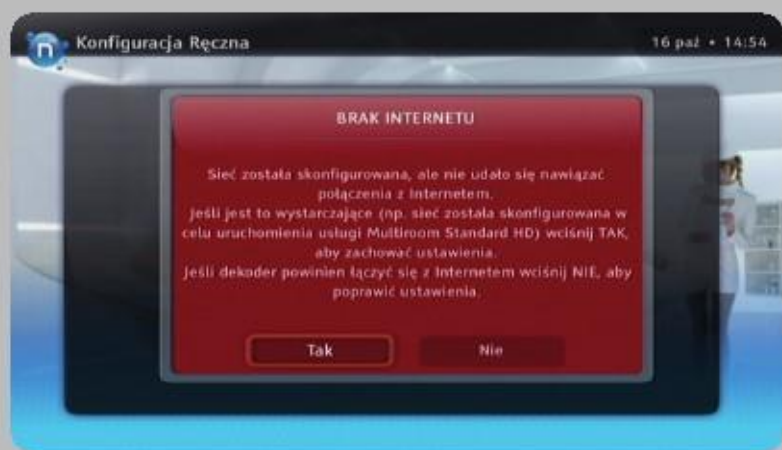 n Konfiguracja Ręczna 16 paź • 14:54
BRAK INTERNETU
Sieć została skonfigurowana, ale nie udało się nawiązać
połączenia z Internetem.
Jeśli jest to wystarczające (np. sieć została skonfigurowana w
celu uruchomienia usługi Multiroom Standard HD) wciśnij TAK,
aby zachować ustawienia.
Jeśli dekoder powinien łączyć się z Internetem wciśnij NIE, aby
poprawić ustawienia.
Tak Nie